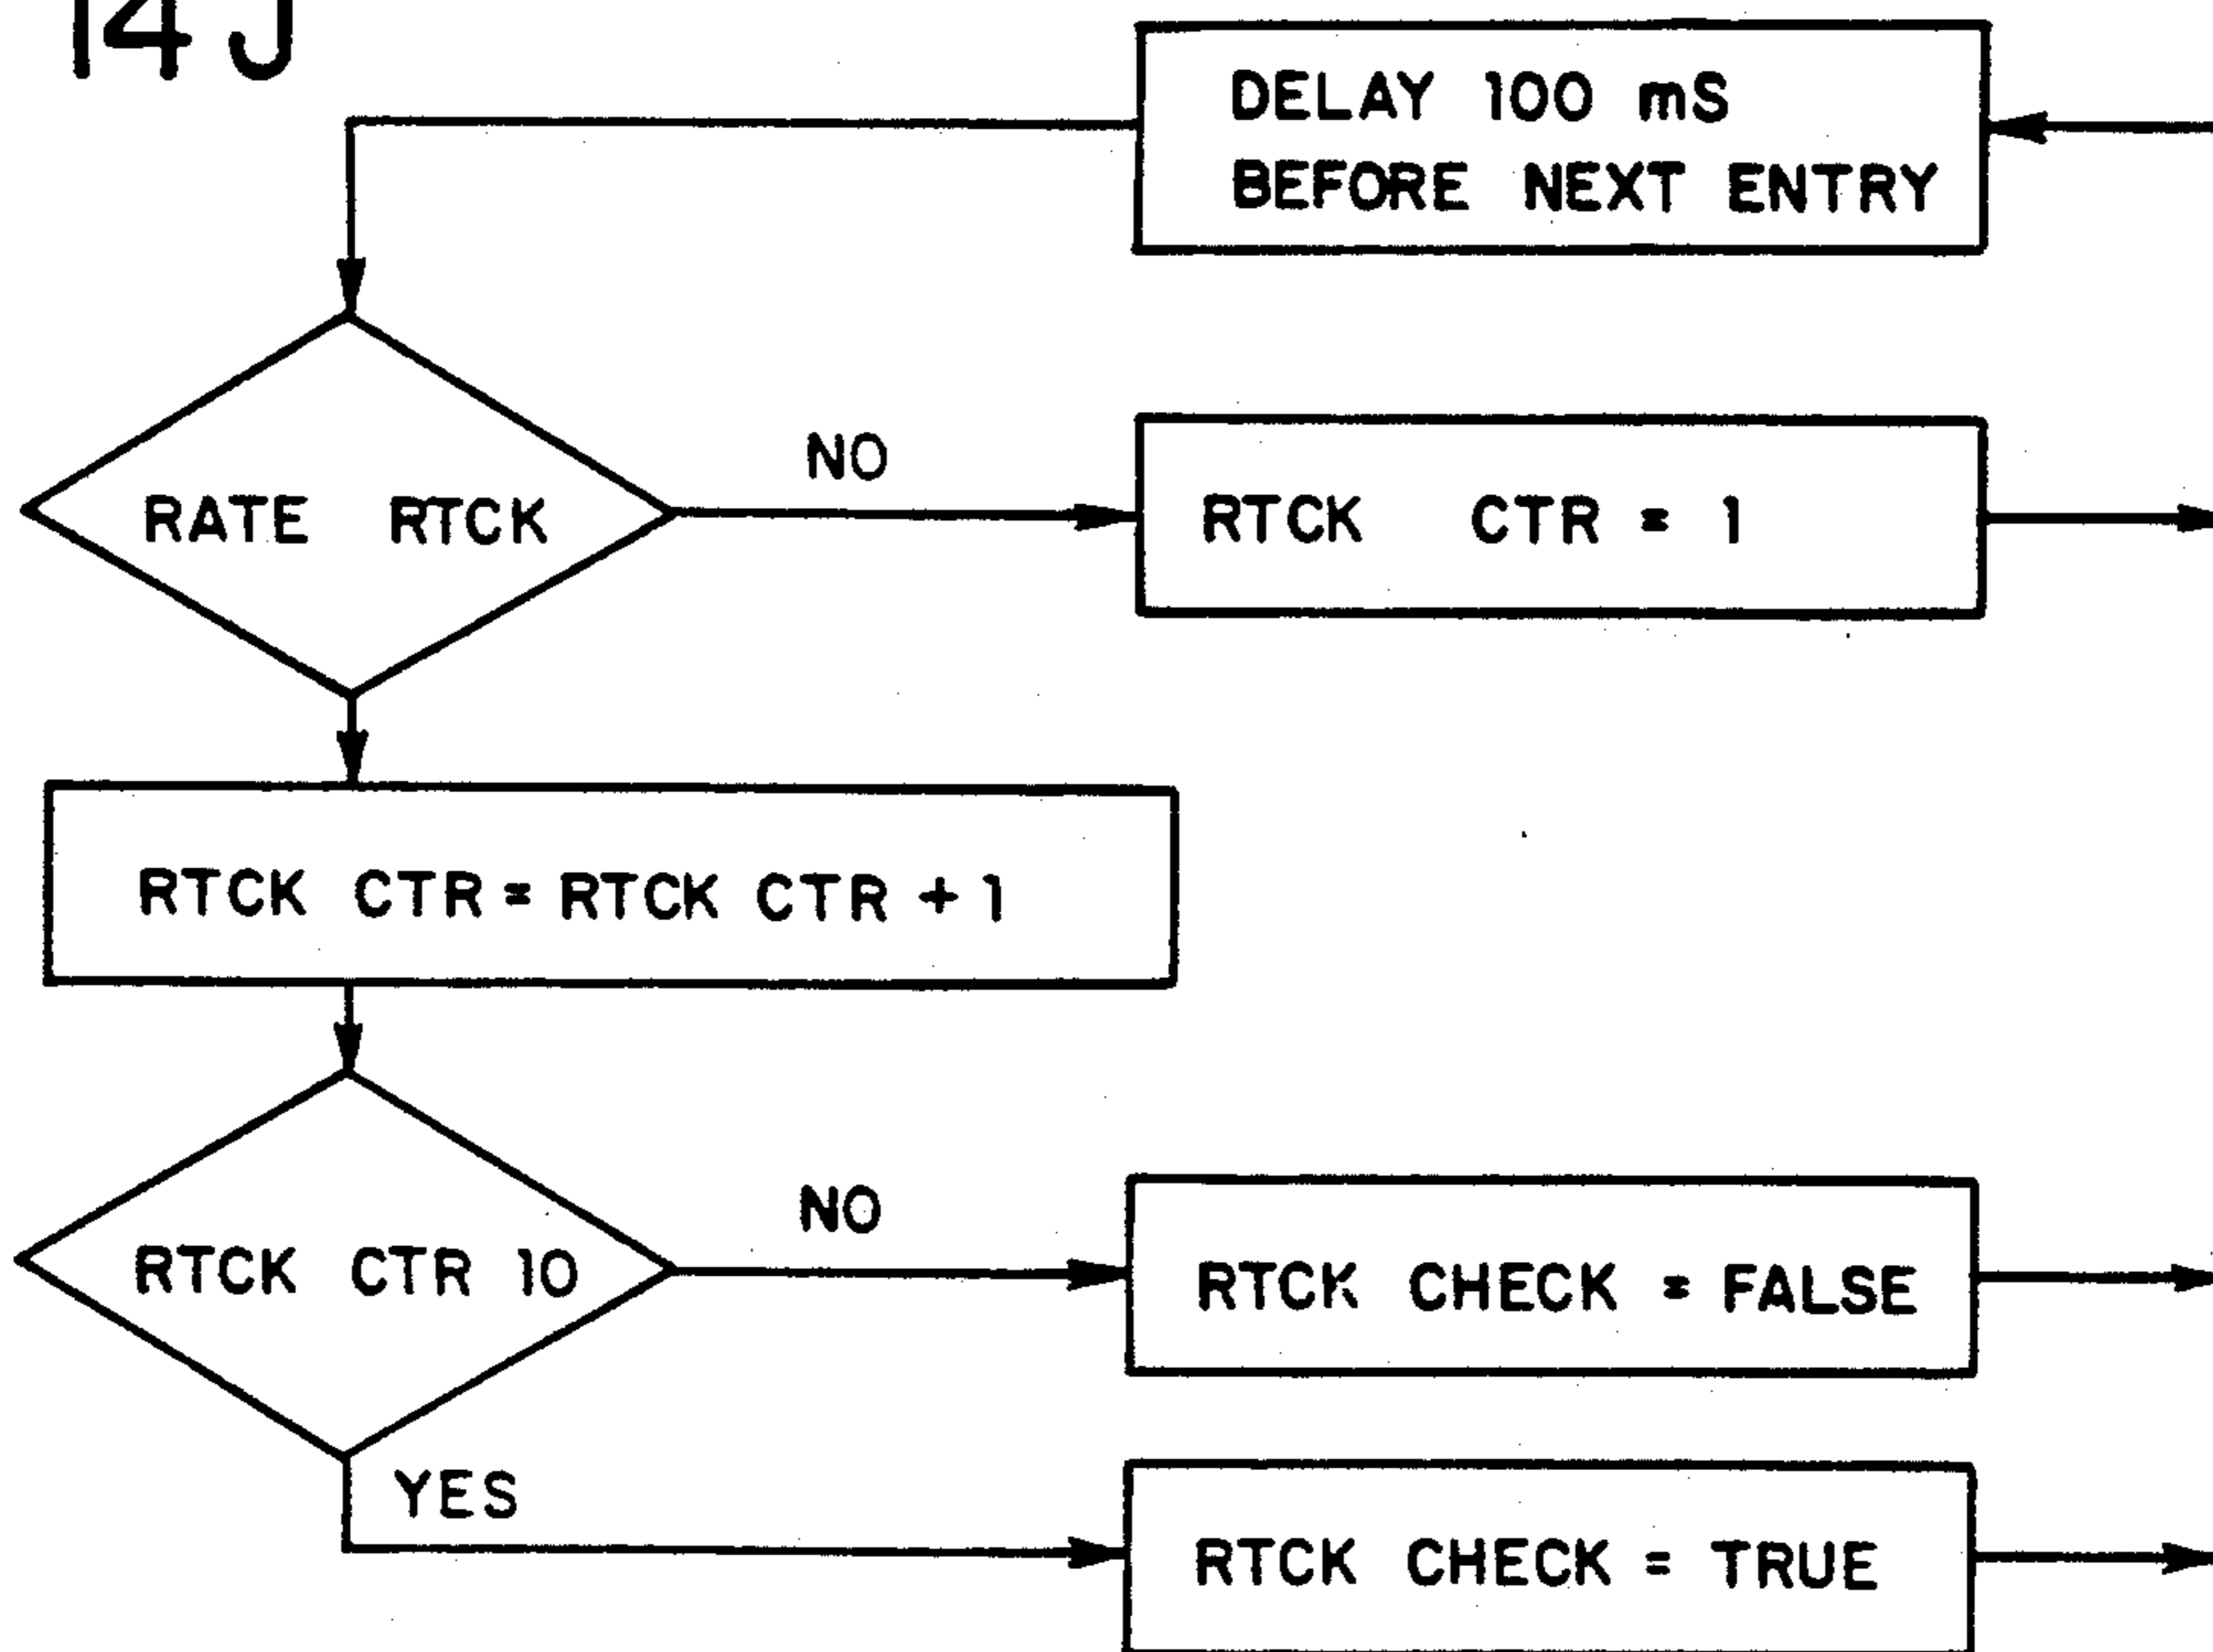 14J
DELAY 100 mS
BEFORE NEXT ENTRY
RATE RTCK
NO
RTCK CTR = 1
RTCK CTR = RTCK CTR + 1
RTCK CTR 10
NO
RTCK CHECK = FALSE
YES
RTCK CHECK = TRUE